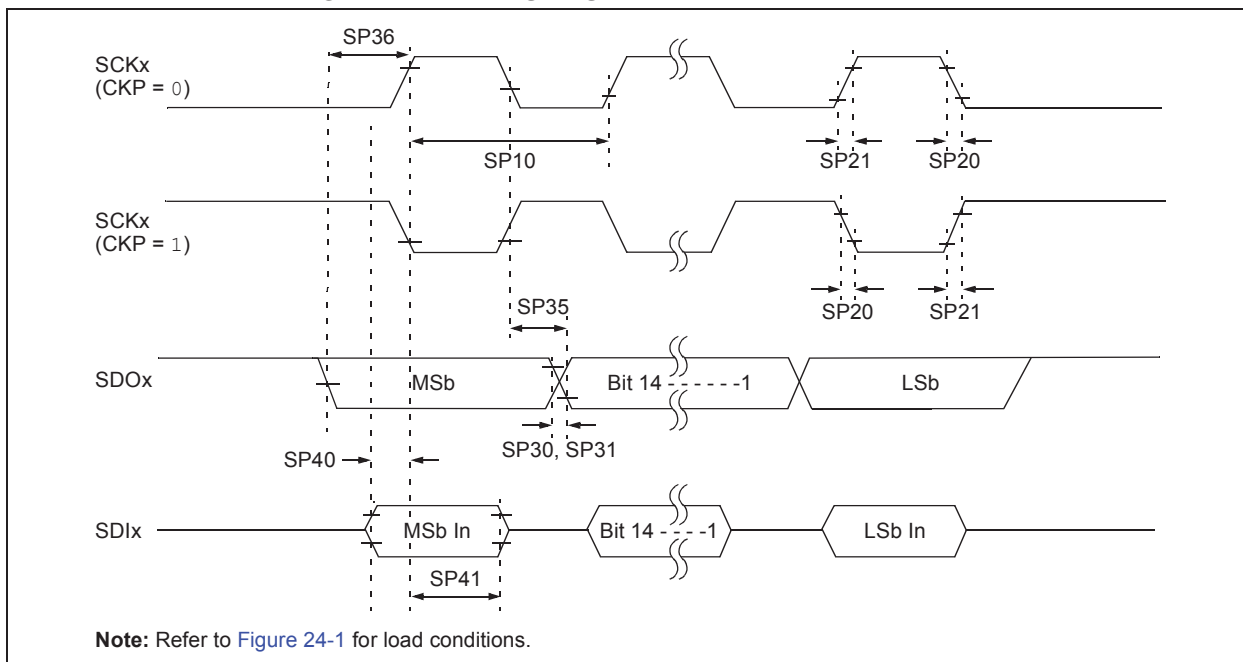 SP36
SCKx
(CKP = 0)
SP10
SP21
SP20
SCKx
(CKP = 1)
SP35
SP20
SP21
SDOx
MSb
Bit 14 - - - - - -1
LSb
SP30, SP31
SP40
SDIx
MSb In
Bit 14 - - - -1
LSb In
SP41
Note: Refer to Figure 24-1 for load conditions.